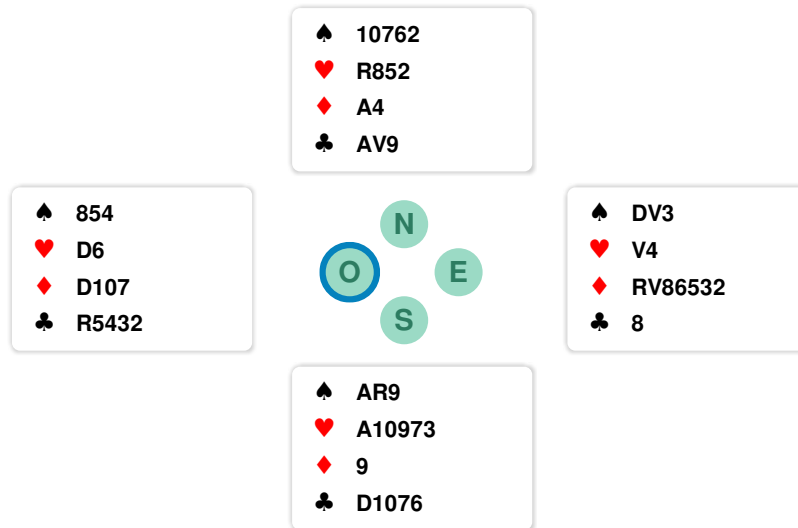 ♠ 10762
♥ R852
♦ A4
♣ AV9
♠ 854
♥ D6
♦ D107
♣ R5432
N
O E
S
♠ DV3
♥ V4
♦ RV86532
♣ 8
♠ AR9
♥ A10973
♦ 9
♣ D1076